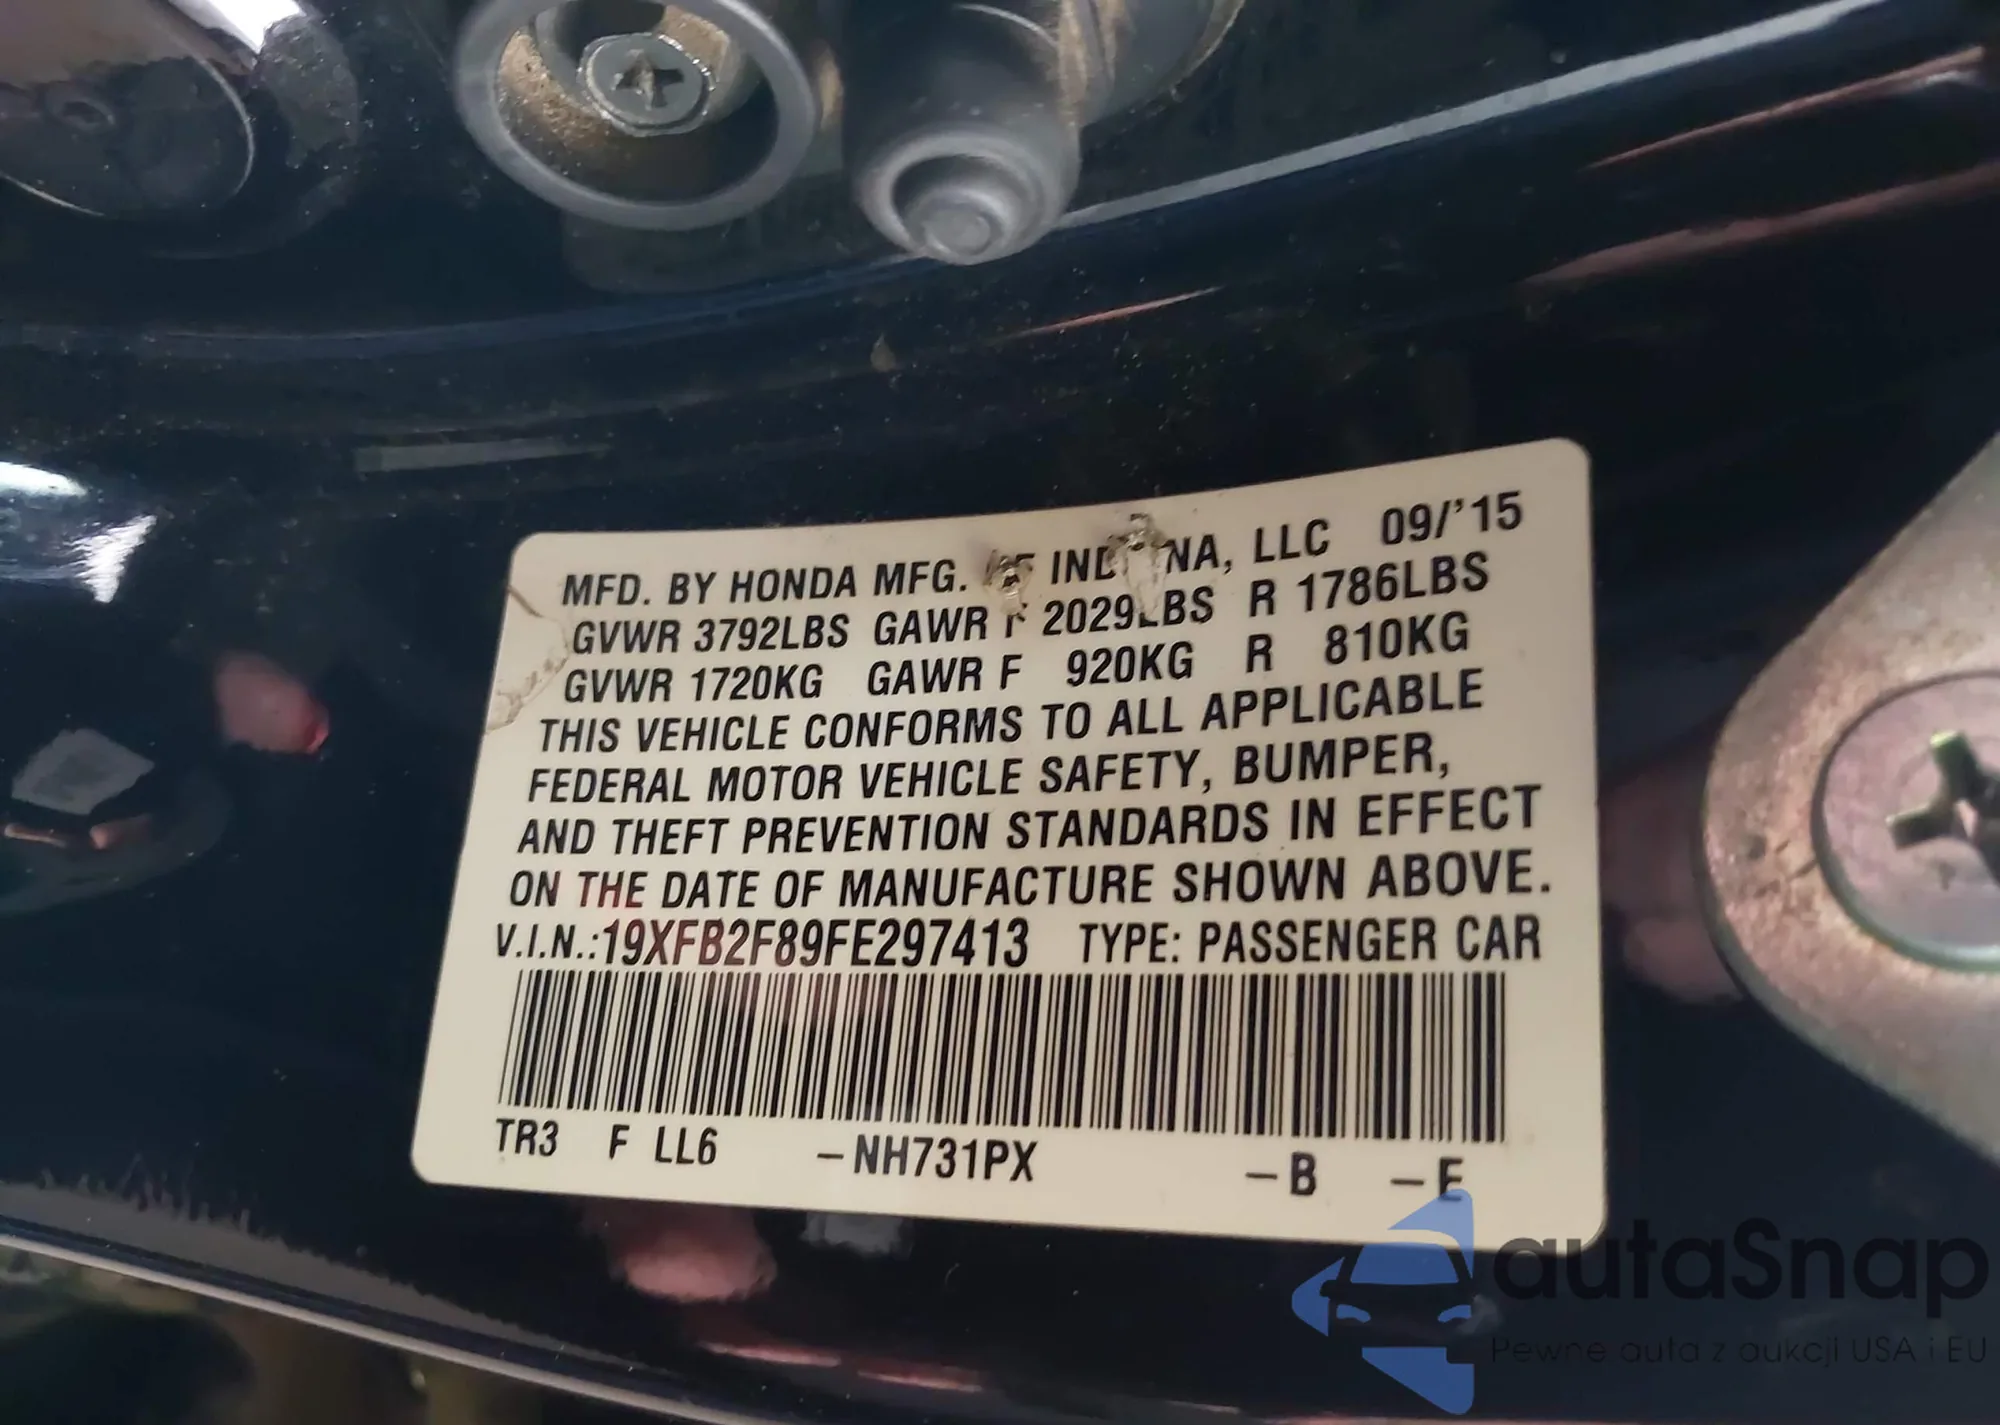 MFD. BY HONDA MFG. OF INDIANA, LLC 09/'15
GVWR 3792LBS GAWR F 2029LBS R 1786LBS
GVWR 1720KG GAWR F 920KG R 810KG
THIS VEHICLE CONFORMS TO ALL APPLICABLE
FEDERAL MOTOR VEHICLE SAFETY, BUMPER,
AND THEFT PREVENTION STANDARDS IN EFFECT
ON THE DATE OF MANUFACTURE SHOWN ABOVE.
V.I.N.:19XFB2F89FE297413 TYPE: PASSENGER CAR
TR3 F LL6 –NH731PX –B –E
autaSnap
Pewne auta z aukcji USA i EU